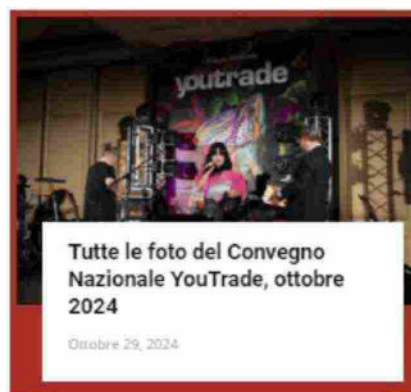 youtrade
Tutte le foto del Convegno
Nazionale YouTrade, ottobre
2024
Ottobre 29, 2024